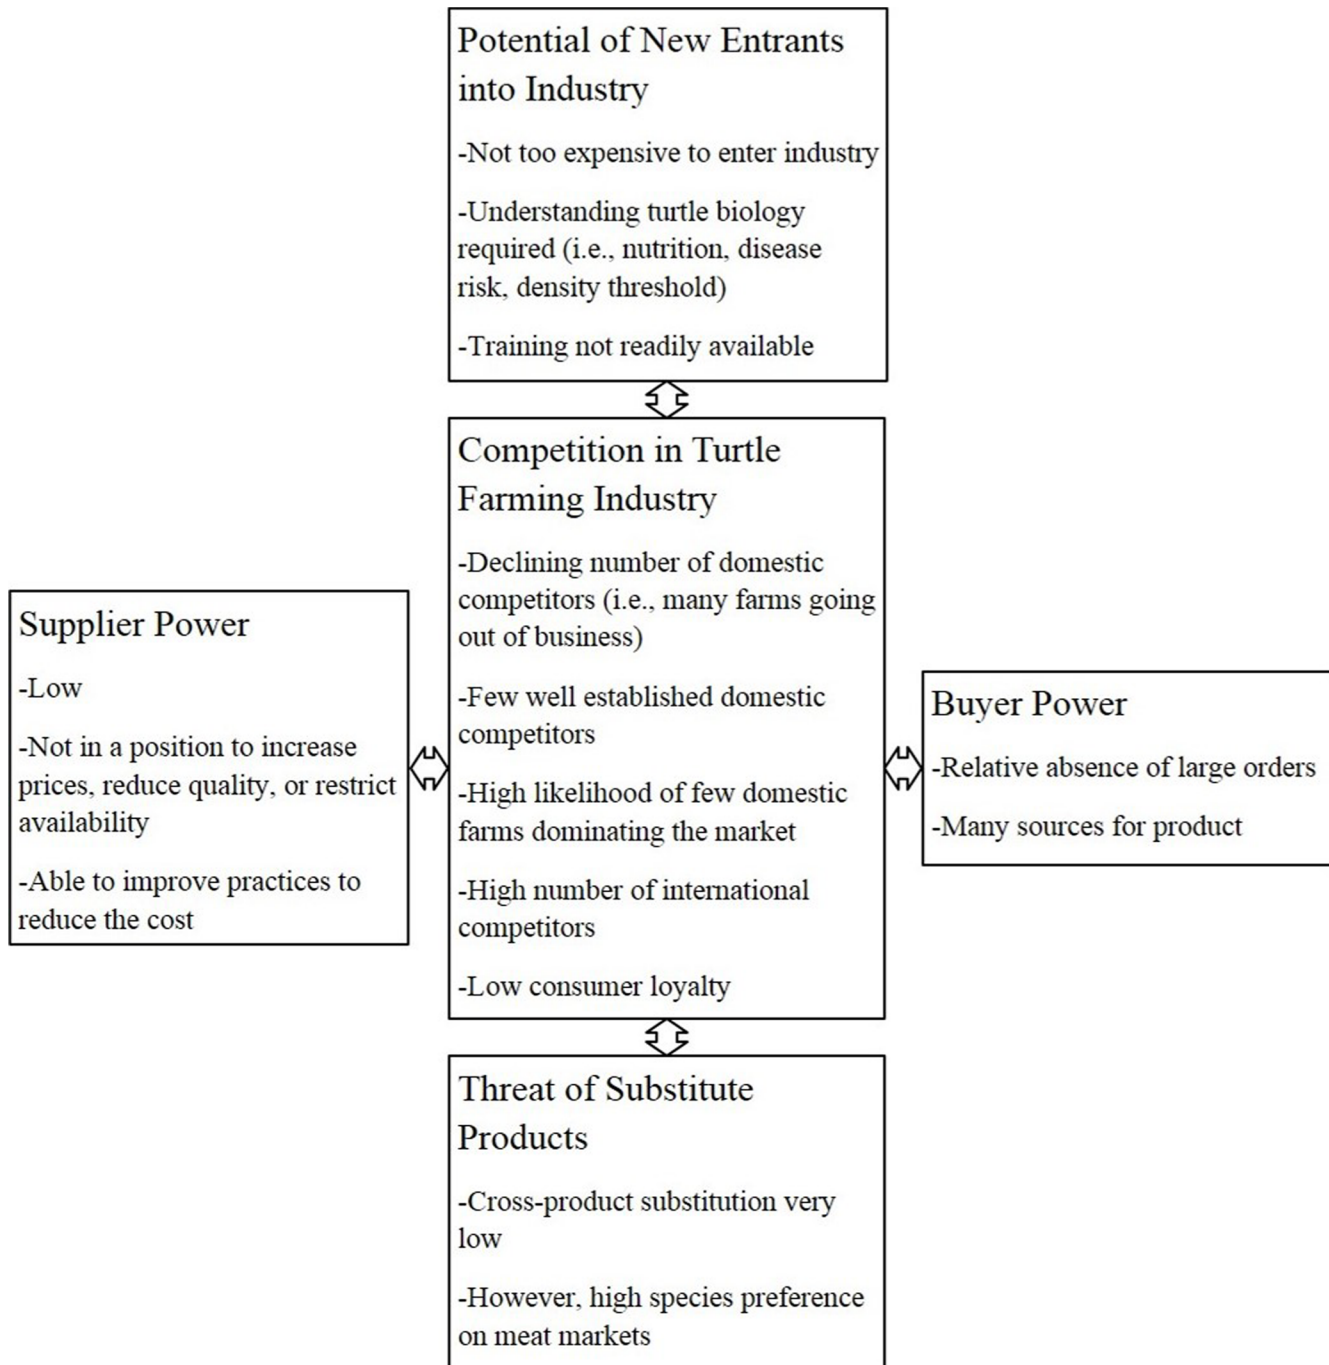 Potential of New Entrants
into Industry
-Not too expensive to enter industry
-Understanding turtle biology
required (i.e., nutrition, disease
risk, density threshold)
-Training not readily available
Competition in Turtle
Farming Industry
-Declining number of domestic
competitors (i.e., many farms going
out of business)
-Few well established domestic
competitors
-High likelihood of few domestic
farms dominating the market
-High number of international
competitors
-Low consumer loyalty
Supplier Power
-Low
-Not in a position to increase
prices, reduce quality, or restrict
availability
-Able to improve practices to
reduce the cost
Buyer Power
-Relative absence of large orders
-Many sources for product
Threat of Substitute
Products
-Cross-product substitution very
low
-However, high species preference
on meat markets